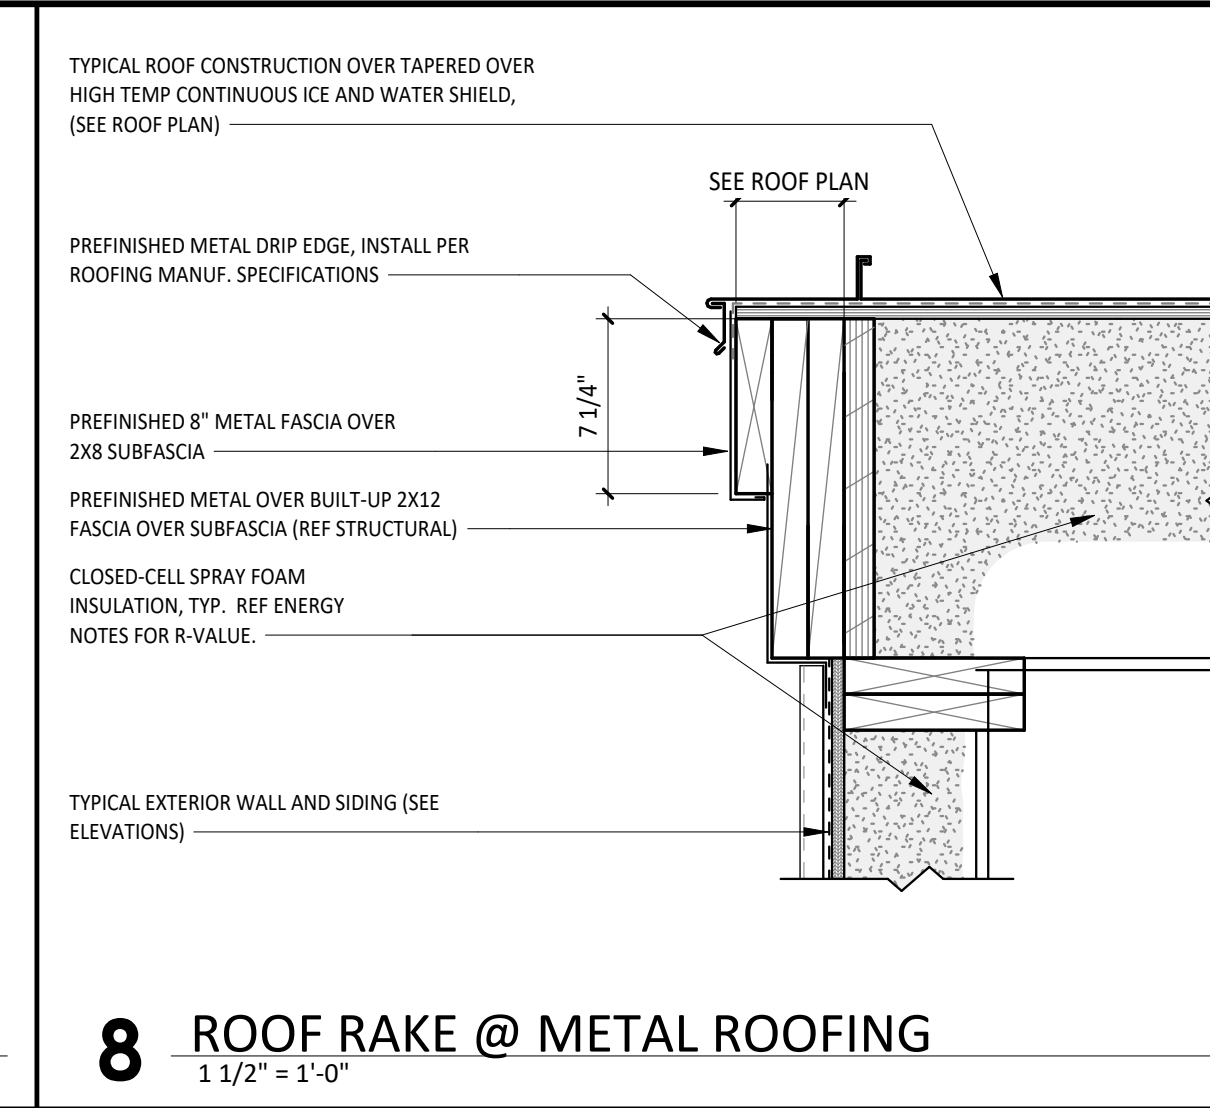 TYPICAL ROOF CONSTRUCTION OVER TAPERED OVER
HIGH TEMP CONTINUOUS ICE AND WATER SHIELD,
(SEE ROOF PLAN)
SEE ROOF PLAN
PREFINISHED METAL DRIP EDGE, INSTALL PER
ROOFING MANUF. SPECIFICATIONS
7 1/4"
PREFINISHED 8" METAL FASCIA OVER
2X8 SUBFASCIA
PREFINISHED METAL OVER BUILT-UP 2X12
FASCIA OVER SUBFASCIA (REF STRUCTURAL)
CLOSED-CELL SPRAY FOAM
INSULATION, TYP. REF ENERGY
NOTES FOR R-VALUE.
TYPICAL EXTERIOR WALL AND SIDING (SEE
ELEVATIONS)
8 ROOF RAKE @ METAL ROOFING
1 1/2" = 1'-0"